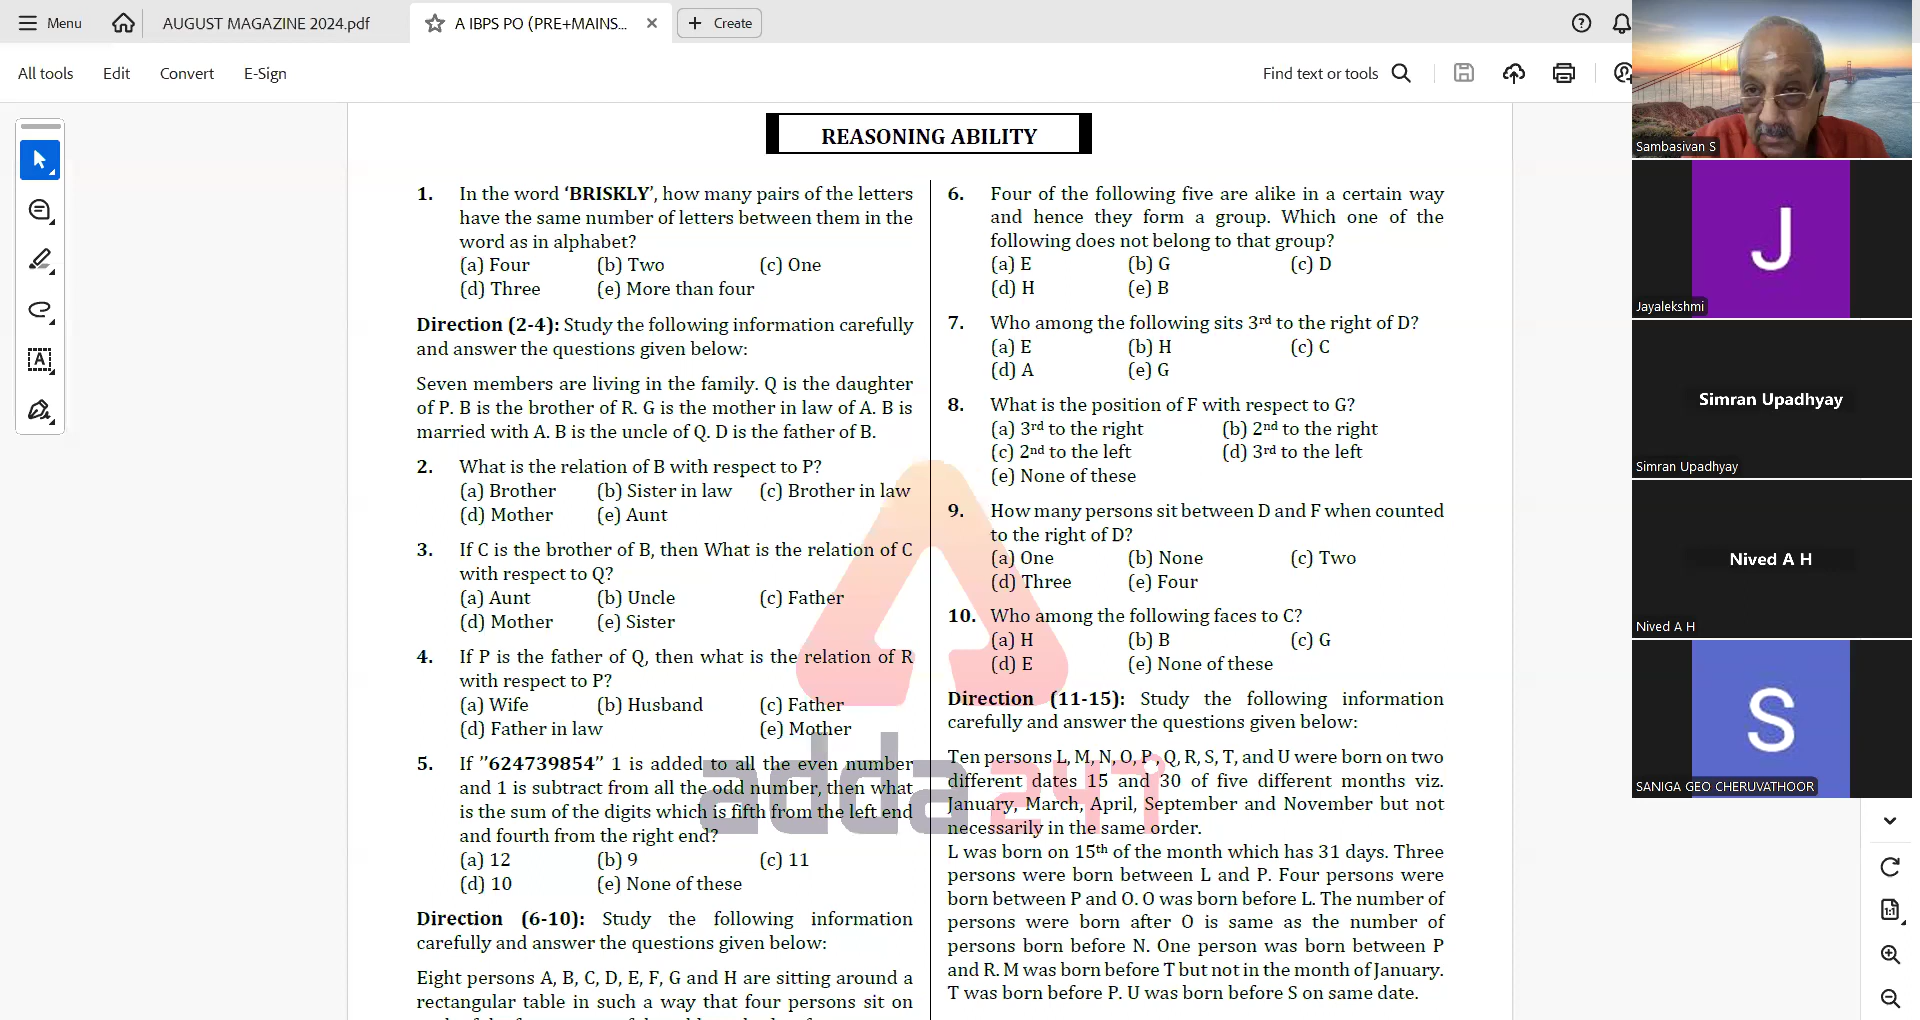 Menu
AUGUST MAGAZINE 2024.pdf
A IBPS PO (PRE+MAINS...
Create
All tools
Edit
Convert
E-Sign
Find text or tools
REASONING ABILITY
1. In the word ‘BRISKLY’, how many pairs of the letters
have the same number of letters between them in the
word as in alphabet?
(a) Four (b) Two (c) One
(d) Three (e) More than four
Direction (2-4): Study the following information carefully
and answer the questions given below:
Seven members are living in the family. Q is the daughter
of P. B is the brother of R. G is the mother in law of A. B is
married with A. B is the uncle of Q. D is the father of B.
2. What is the relation of B with respect to P?
(a) Brother (b) Sister in law (c) Brother in law
(d) Mother (e) Aunt
3. If C is the brother of B, then What is the relation of C
with respect to Q?
(a) Aunt (b) Uncle (c) Father
(d) Mother (e) Sister
4. If P is the father of Q, then what is the relation of R
with respect to P?
(a) Wife (b) Husband (c) Father
(d) Father in law (e) Mother
5. If ”624739854” 1 is added to all the even number
and 1 is subtract from all the odd number, then what
is the sum of the digits which is fifth from the left end
and fourth from the right end?
(a) 12 (b) 9 (c) 11
(d) 10 (e) None of these
Direction (6-10): Study the following information
carefully and answer the questions given below:
Eight persons A, B, C, D, E, F, G and H are sitting around a
rectangular table in such a way that four persons sit on
6. Four of the following five are alike in a certain way
and hence they form a group. Which one of the
following does not belong to that group?
(a) E (b) G (c) D
(d) H (e) B
7. Who among the following sits 3rd to the right of D?
(a) E (b) H (c) C
(d) A (e) G
8. What is the position of F with respect to G?
(a) 3rd to the right (b) 2nd to the right
(c) 2nd to the left (d) 3rd to the left
(e) None of these
9. How many persons sit between D and F when counted
to the right of D?
(a) One (b) None (c) Two
(d) Three (e) Four
10. Who among the following faces to C?
(a) H (b) B (c) G
(d) E (e) None of these
Direction (11-15): Study the following information
carefully and answer the questions given below:
Ten persons L, M, N, O, P, Q, R, S, T, and U were born on two
different dates 15 and 30 of five different months viz.
January, March, April, September and November but not
necessarily in the same order.
L was born on 15th of the month which has 31 days. Three
persons were born between L and P. Four persons were
born between P and O. O was born before L. The number of
persons were born after O is same as the number of
persons born before N. One person was born between P
and R. M was born before T but not in the month of January.
T was born before P. U was born before S on same date.
adda247
Sambasivan S
J
Jayalekshmi
Simran Upadhyay
Simran Upadhyay
Nived A H
Nived A H
S
SANIGA GEO CHERUVATHOOR
1:1